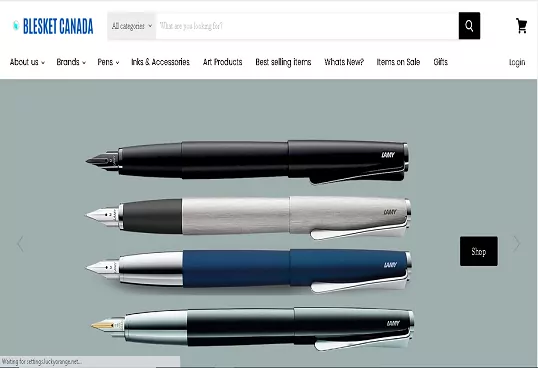 BLESKET CANADA
All categories
What are you looking for?
About us
Brands
Pens
Inks & Accessories
Art Products
Best selling items
Whats New?
Items on Sale
Gifts
Login
LAMY
LAMY
LAMY
LAMY
Shop
Waiting for settings.luckyorange.net...